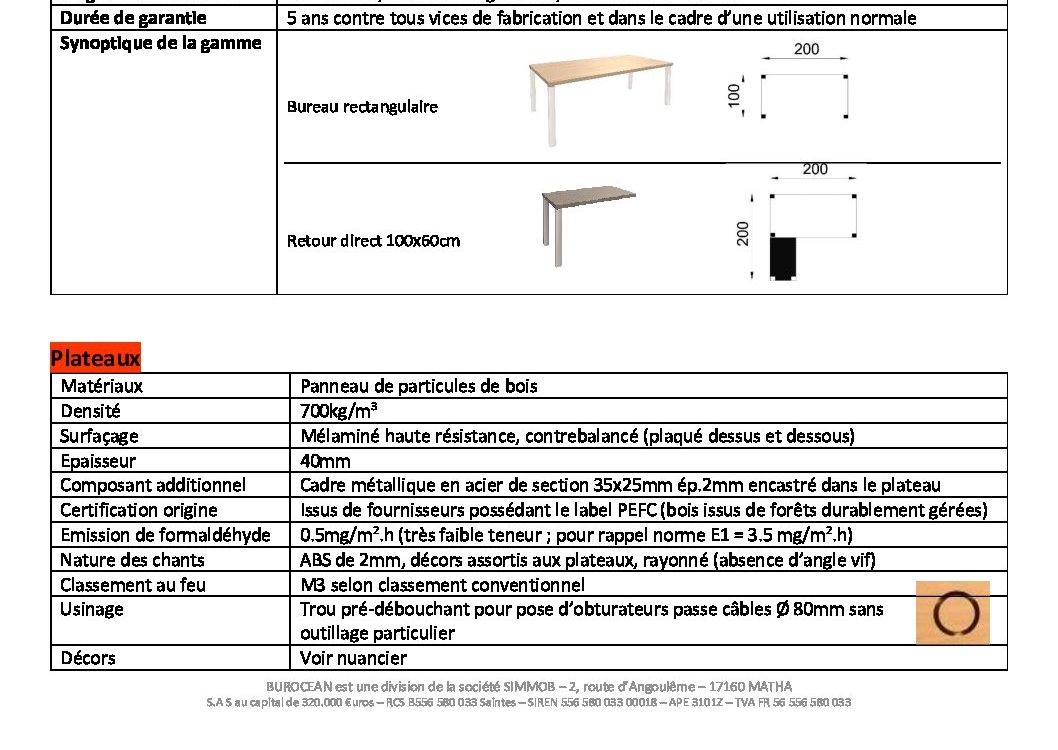 Durée de garantie 5 ans contre tous vices de fabrication et dans le cadre d'une utilisation normale
Synoptique de la gamme
200
Bureau rectangulaire
100
200
Retour direct 100x60cm
200
Plateaux
Matériaux Panneau de particules de bois
Densité 700kg/m³
Surfaçage Mélaminé haute résistance, contrebalancé (plaqué dessus et dessous)
Epaisseur 40mm
Composant additionnel Cadre métallique en acier de section 35x25mm ép.2mm encastré dans le plateau
Certification origine Issus de fournisseurs possédant le label PEFC (bois issus de forêts durablement gérées)
Emission de formaldéhyde 0.5mg/m².h (très faible teneur ; pour rappel norme E1 = 3.5 mg/m².h)
Nature des chants ABS de 2mm, décors assortis aux plateaux, rayonné (absence d'angle vif)
Classement au feu M3 selon classement conventionnel
Usinage Trou pré-débouchant pour pose d'obturateurs passe câbles Ø 80mm sans
outillage particulier
Décors Voir nuancier
BUROCEAN est une division de la société SIMMOB – 2, route d'Angoulême – 17160 MATHA
S.A S au capital de 320.000 €uros – RCS B556 580 033 Saintes – SIREN 556 580 033 00018 – APE 3101Z – TVA FR 56 556 580 033